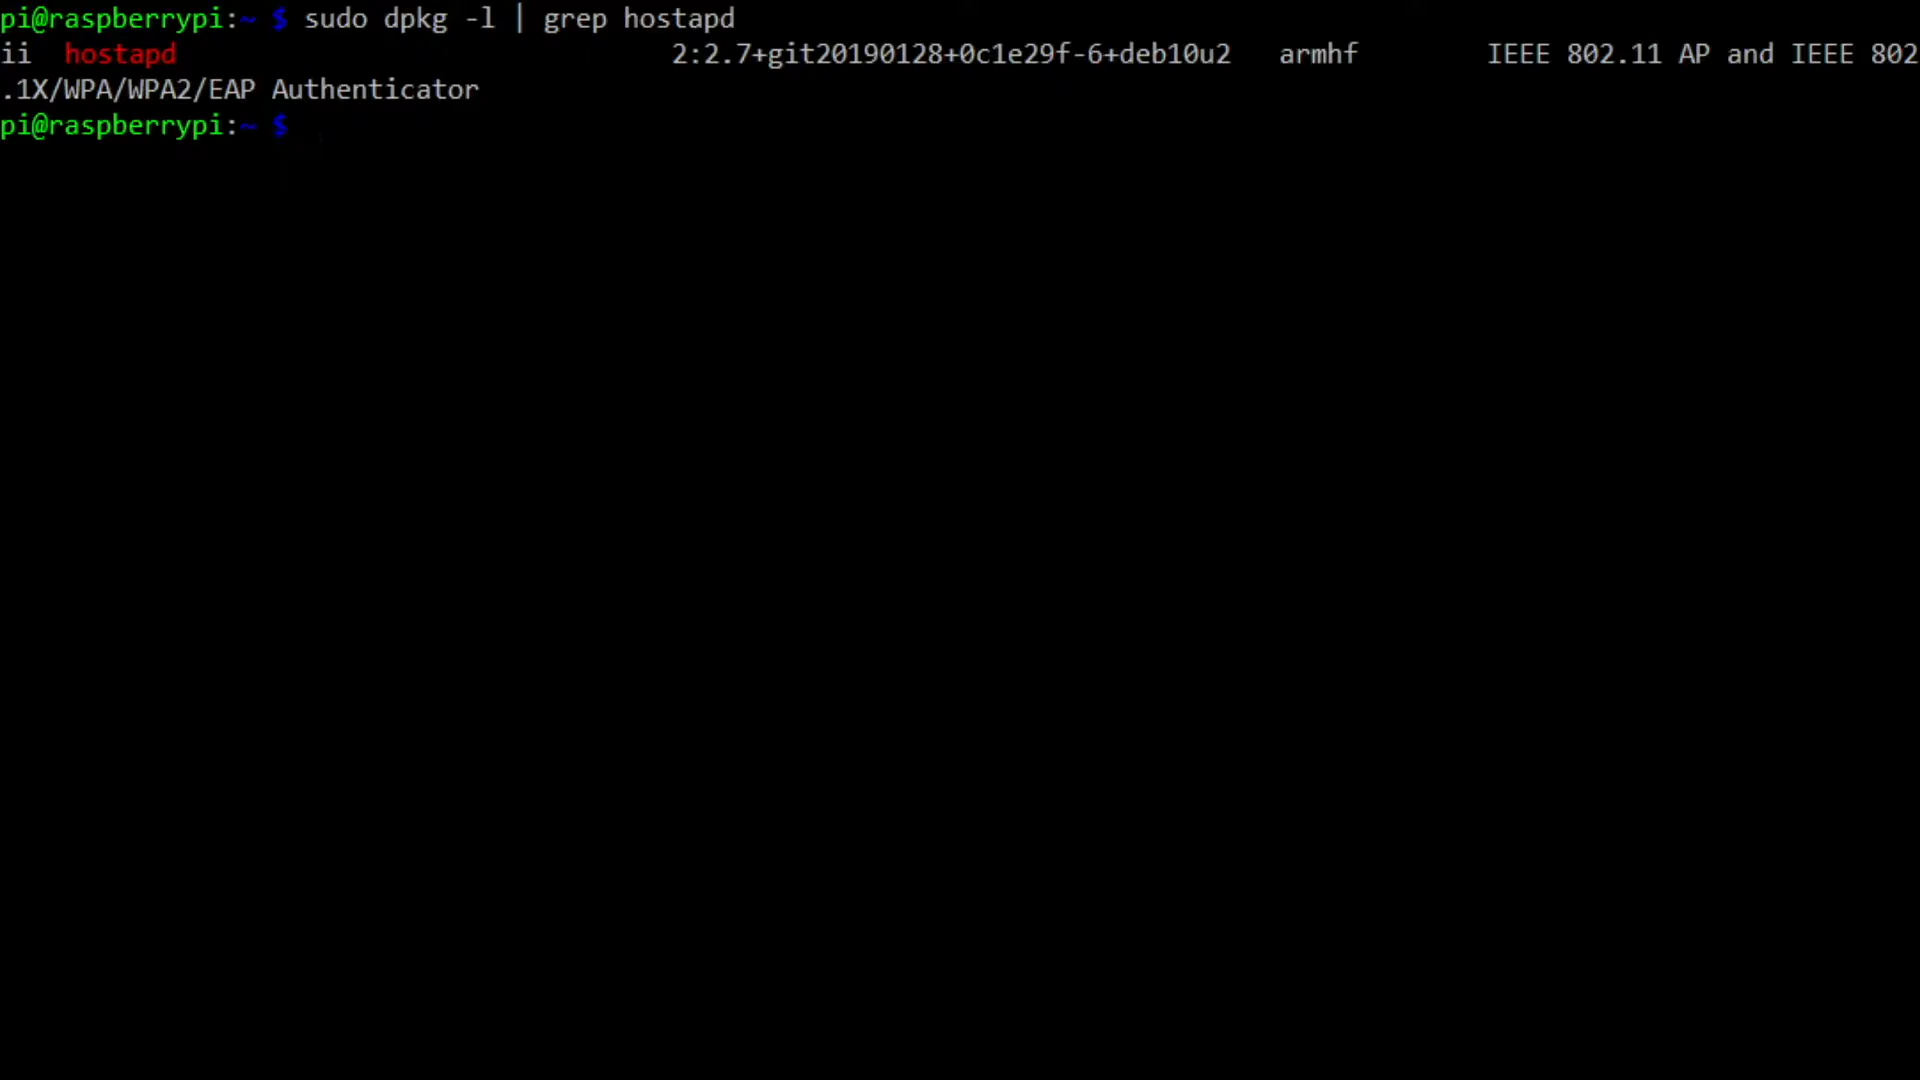 pi@raspberrypi:~ $ sudo dpkg -l | grep hostapd
ii  hostapd                               2:2.7+git20190128+0c1e29f-6+deb10u2   armhf        IEEE 802.11 AP and IEEE 802
.1X/WPA/WPA2/EAP Authenticator
pi@raspberrypi:~ $